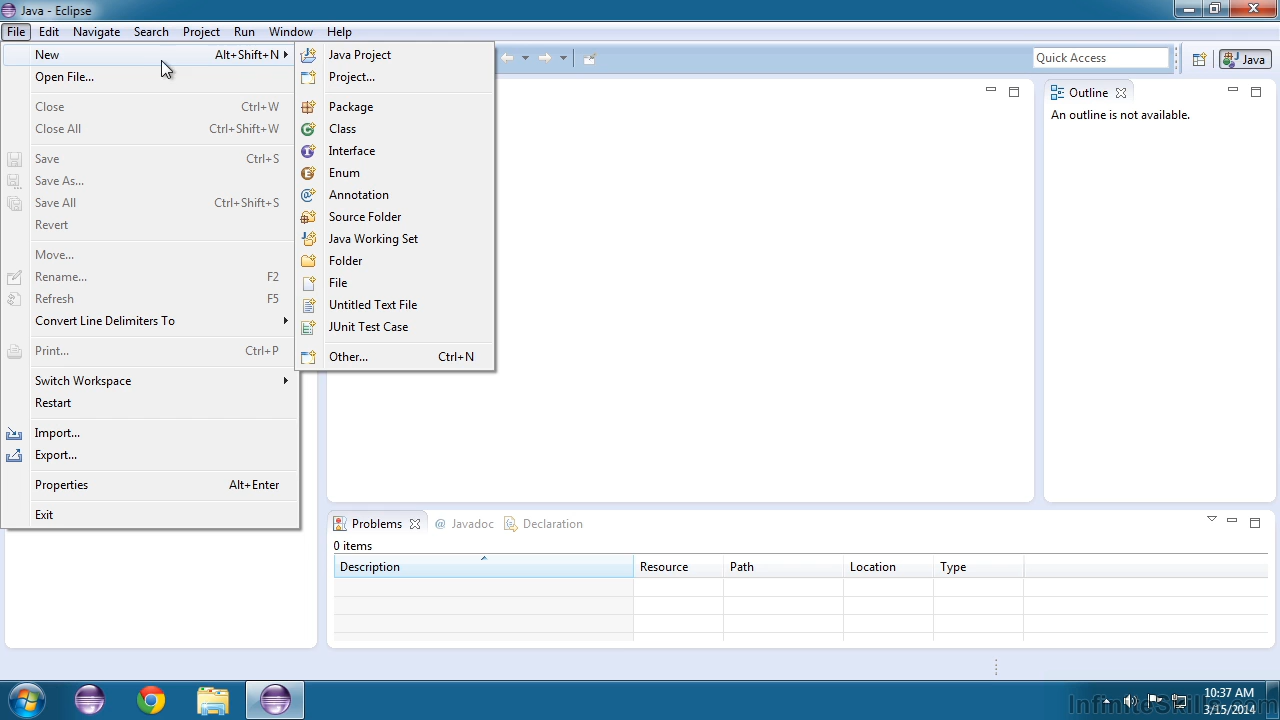 Java - Eclipse
File Edit Navigate Search Project Run Window Help
New Alt+Shift+N
Open File...
Close Ctrl+W
Close All Ctrl+Shift+W
Save Ctrl+S
Save As...
Save All Ctrl+Shift+S
Revert
Move...
Rename... F2
Refresh F5
Convert Line Delimiters To
Print... Ctrl+P
Switch Workspace
Restart
Import...
Export...
Properties Alt+Enter
Exit
Java Project
Project...
Package
Class
Interface
Enum
Annotation
Source Folder
Java Working Set
Folder
File
Untitled Text File
JUnit Test Case
Other... Ctrl+N
Quick Access
Java
Outline
An outline is not available.
Problems @ Javadoc Declaration
0 items
Description Resource Path Location Type
10:37 AM
3/15/2014
InfiniteSkills.com